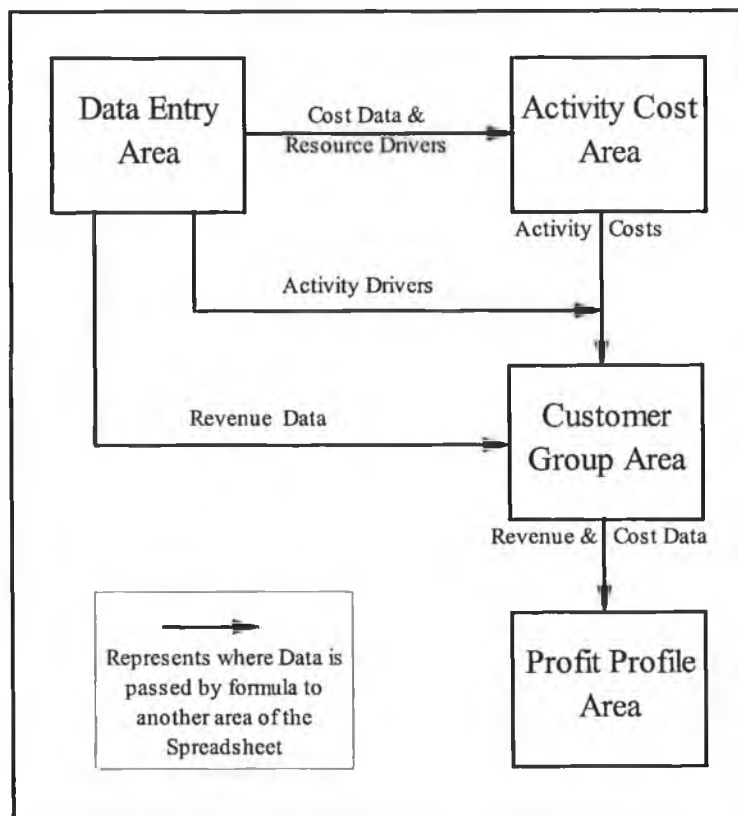 Data Entry
Area
Cost Data &
Resource Drivers
Activity Cost
Area
Activity Costs
Activity Drivers
Revenue Data
Customer
Group Area
Revenue & Cost Data
Represents where Data is
passed by formula to
another area of the
Spreadsheet
Profit Profile
Area